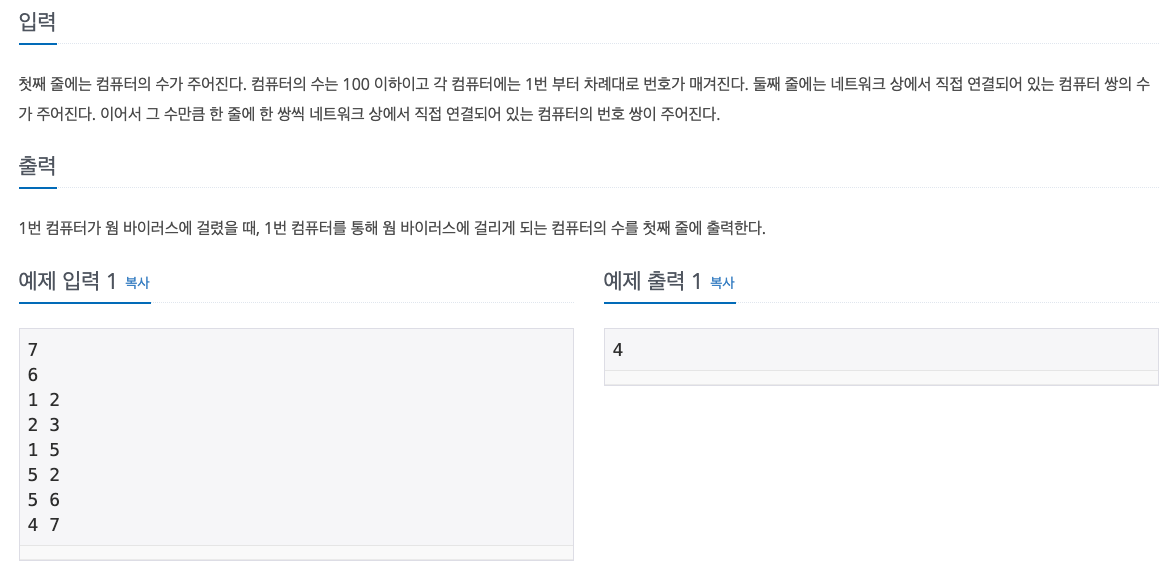 입력
첫째 줄에는 컴퓨터의 수가 주어진다. 컴퓨터의 수는 100 이하이고 각 컴퓨터에는 1번 부터 차례대로 번호가 매겨진다. 둘째 줄에는 네트워크 상에서 직접 연결되어 있는 컴퓨터 쌍의 수
가 주어진다. 이어서 그 수만큼 한 줄에 한 쌍씩 네트워크 상에서 직접 연결되어 있는 컴퓨터의 번호 쌍이 주어진다.
출력
1번 컴퓨터가 웜 바이러스에 걸렸을 때, 1번 컴퓨터를 통해 웜 바이러스에 걸리게 되는 컴퓨터의 수를 첫째 줄에 출력한다.
예제 입력 1 복사
7
6
1 2
2 3
1 5
5 2
5 6
4 7
예제 출력 1 복사
4